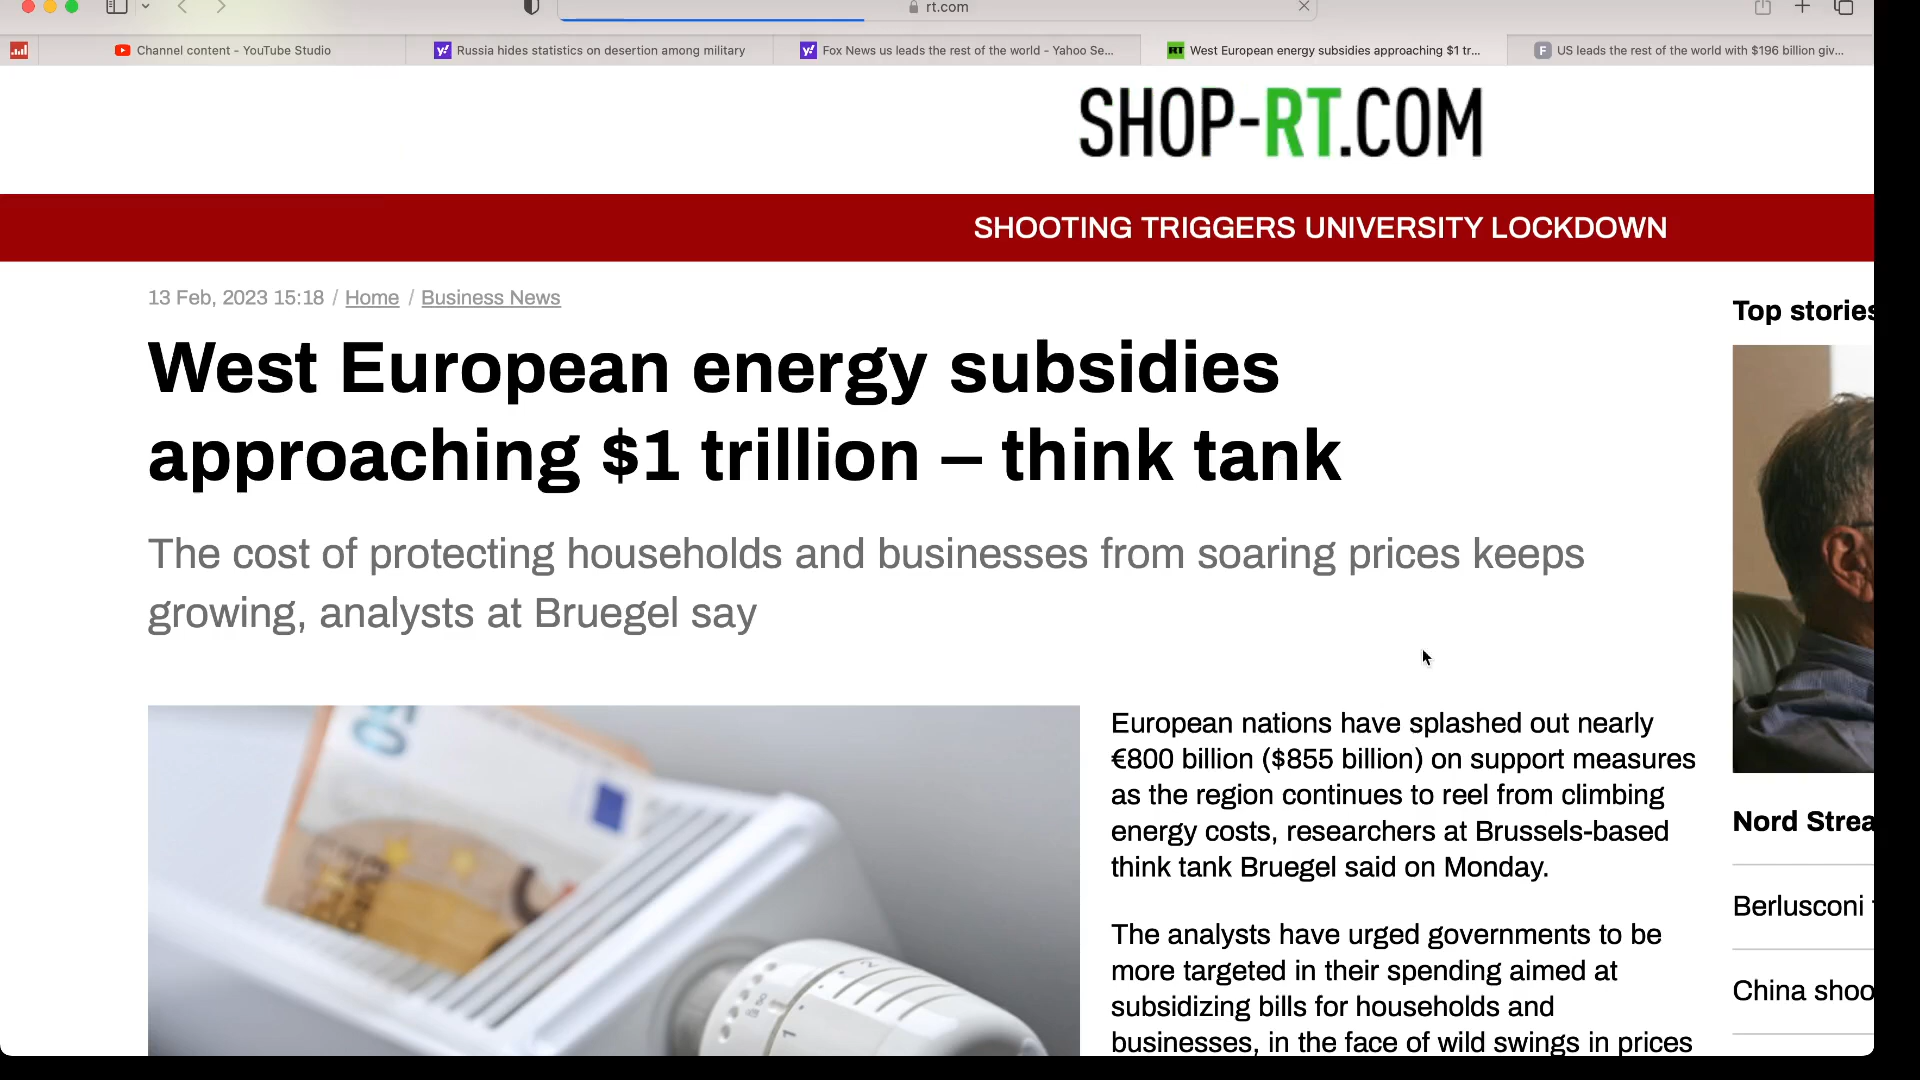 rt.com
Channel content - YouTube Studio
Russia hides statistics on desertion among military
Fox News us leads the rest of the world - Yahoo Se...
West European energy subsidies approaching $1 tr...
US leads the rest of the world with $196 billion giv...
SHOP-RT.COM
SHOOTING TRIGGERS UNIVERSITY LOCKDOWN
13 Feb, 2023 15:18 / Home / Business News
West European energy subsidies
approaching $1 trillion – think tank
The cost of protecting households and businesses from soaring prices keeps
growing, analysts at Bruegel say
European nations have splashed out nearly
€800 billion ($855 billion) on support measures
as the region continues to reel from climbing
energy costs, researchers at Brussels-based
think tank Bruegel said on Monday.
The analysts have urged governments to be
more targeted in their spending aimed at
subsidizing bills for households and
businesses, in the face of wild swings in prices
Top stories
Nord Strea
Berlusconi
China shoo